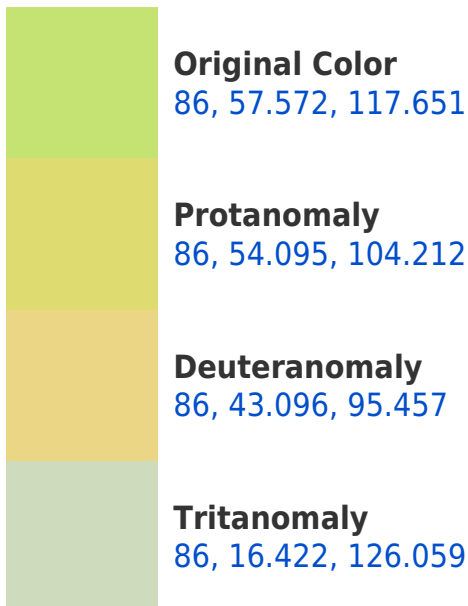 Original Color
86, 57.572, 117.651
Protanomaly
86, 54.095, 104.212
Deuteranomaly
86, 43.096, 95.457
Tritanomaly
86, 16.422, 126.059